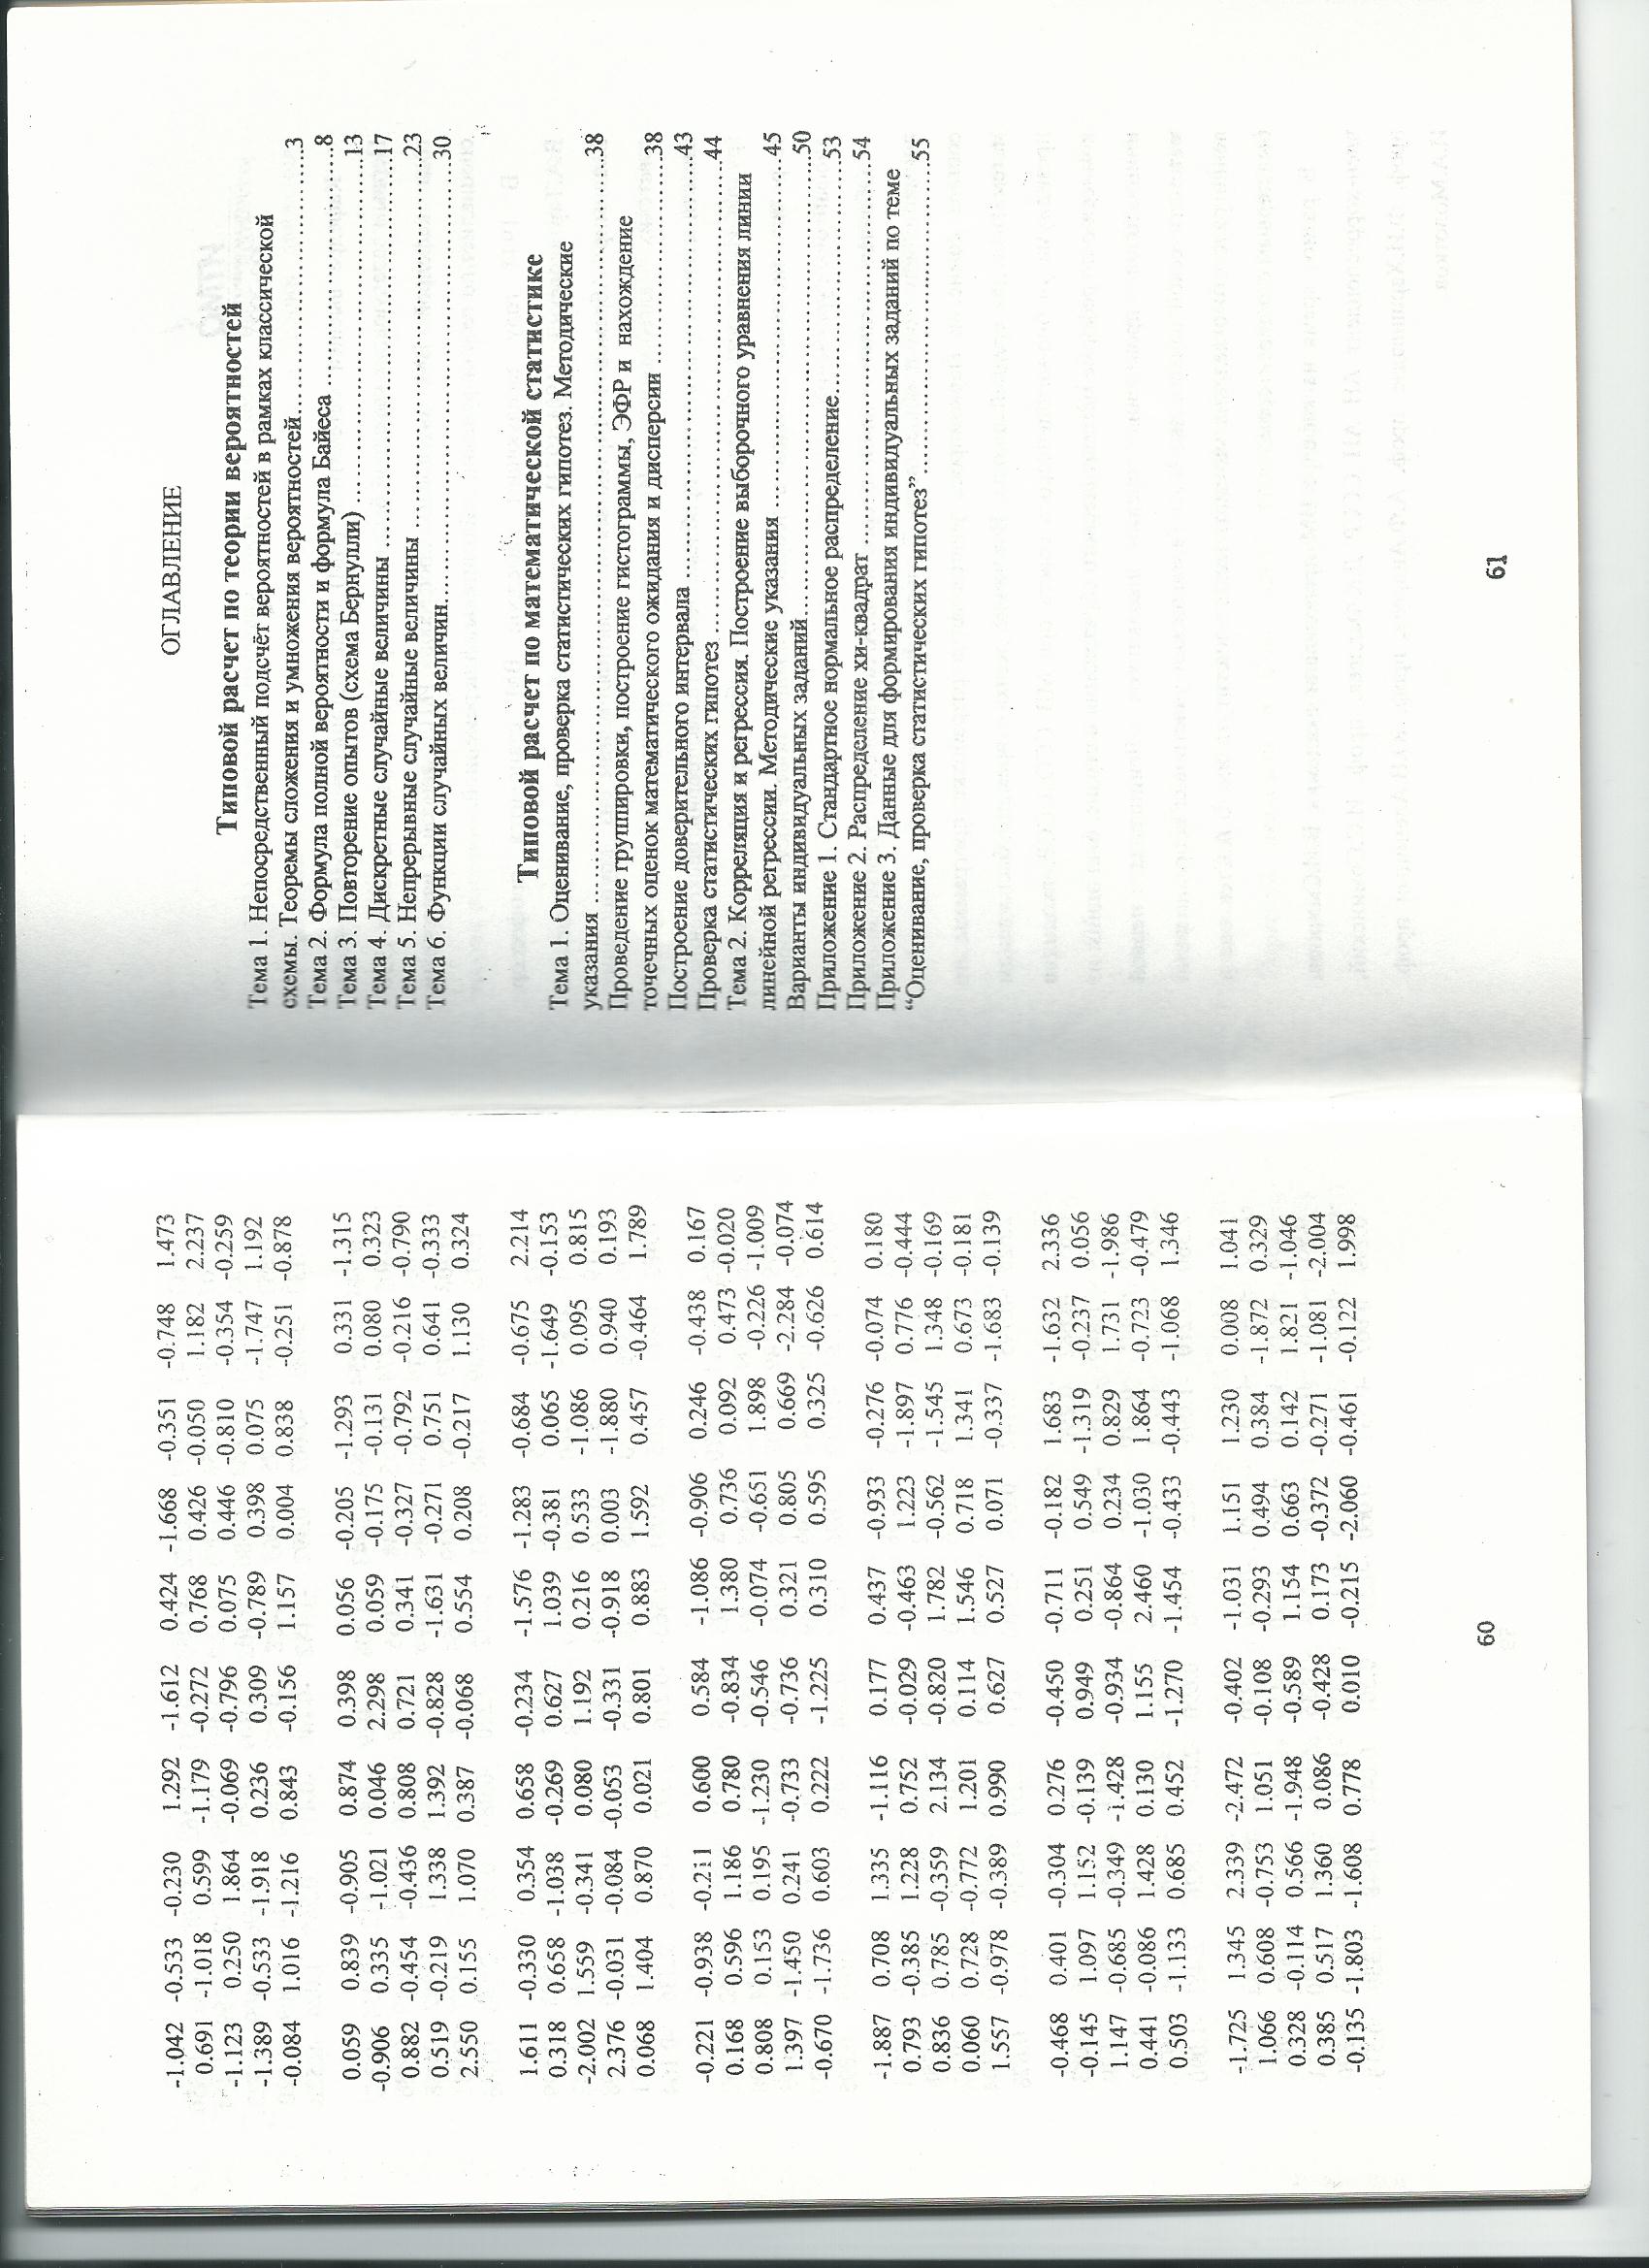 -1.042 -0.533 -0.230 1.292 -1.612 0.424 -1.668 -0.351 -0.748 1.473
0.691 -1.018 0.599 -1.179 -0.272 0.768 0.426 -0.050 1.182 2.237
-1.123 0.250 1.864 -0.069 -0.796 0.075 0.446 -0.810 -0.354 -0.259
-1.389 -0.533 -1.918 0.236 0.309 -0.789 0.398 0.075 -1.747 1.192
-0.084 1.016 -1.216 0.843 -0.156 1.157 0.004 0.838 -0.251 -0.878
0.059 0.839 -0.905 0.874 0.398 0.056 -0.205 -1.293 0.331 -1.315
-0.906 0.335 -1.021 0.046 2.298 0.059 -0.175 -0.131 0.080 0.323
0.882 -0.454 -0.436 0.808 0.721 0.341 -0.327 -0.792 -0.216 -0.790
0.519 -0.219 1.338 1.392 -0.828 -1.631 -0.271 0.751 0.641 -0.333
2.550 0.155 1.070 0.387 -0.068 0.554 0.208 -0.217 1.130 0.324
1.611 -0.330 0.354 0.658 -0.234 -1.576 -1.283 -0.684 -0.675 2.214
0.318 0.658 -1.038 -0.269 0.627 1.039 -0.381 0.065 -1.649 -0.153
-2.002 1.559 -0.341 0.080 1.192 0.216 0.533 -1.086 0.095 0.815
2.376 -0.031 -0.084 -0.053 -0.331 -0.918 0.003 -1.880 0.940 0.193
0.068 1.404 0.870 0.021 0.801 0.883 1.592 0.457 -0.464 1.789
-0.221 -0.938 -0.211 0.600 0.584 -1.086 -0.906 0.246 -0.438 0.167
0.168 0.596 1.186 0.780 -0.834 1.380 0.736 0.092 0.473 -0.020
0.808 0.153 0.195 -1.230 -0.546 -0.074 -0.651 1.898 -0.226 -1.009
1.397 -1.450 0.241 -0.733 -0.736 0.321 0.805 0.669 -2.284 -0.074
-0.670 -1.736 0.603 0.222 -1.225 0.310 0.595 0.325 -0.626 0.614
-1.887 0.708 1.335 -1.116 0.177 0.437 -0.933 -0.276 -0.074 0.180
0.793 -0.385 1.228 0.752 -0.029 -0.463 1.223 -1.897 0.776 -0.444
0.836 0.785 -0.359 2.134 -0.820 1.782 -0.562 -1.545 1.348 -0.169
0.060 0.728 -0.772 1.201 0.114 1.546 0.718 1.341 0.673 -0.181
1.557 -0.978 -0.389 0.990 0.627 0.527 0.071 -0.337 -1.683 -0.139
-0.468 0.401 -0.304 0.276 -0.450 -0.711 -0.182 1.683 -1.632 2.336
-0.145 1.097 1.152 -0.139 0.949 0.251 0.549 -1.319 -0.237 0.056
1.147 -0.685 -0.349 -1.428 -0.934 -0.864 0.234 0.829 1.731 -1.986
0.441 -0.086 1.428 0.130 1.155 2.460 -1.030 1.864 -0.723 -0.479
0.503 -1.133 0.685 0.452 -1.270 -1.454 -0.433 -0.443 -1.068 1.346
-1.725 1.345 2.339 -2.472 -0.402 -1.031 1.151 1.230 0.008 1.041
1.066 0.608 -0.753 1.051 -0.108 -0.293 0.494 0.384 -1.872 0.329
0.328 -0.114 0.566 -1.948 -0.589 1.154 0.663 0.142 1.821 -1.046
0.385 0.517 1.360 0.086 -0.428 0.173 -0.372 -0.271 -1.081 -2.004
-0.135 -1.803 -1.608 0.778 0.010 -0.215 -2.060 -0.461 -0.122 1.998
60
ОГЛАВЛЕНИЕ
Типовой расчет по теории вероятностей
Тема 1. Непосредственный подсчёт вероятностей в рамках классической
схемы. Теоремы сложения и умножения вероятностей...............................3
Тема 2. Формула полной вероятности и формула Байеса ...........................8
Тема 3. Повторение опытов (схема Бернулли) .........................................13
Тема 4. Дискретные случайные величины ...............................................17
Тема 5. Непрерывные случайные величины ............................................23
Тема 6. Функции случайных величин.....................................................30
Типовой расчет по математической статистике
Тема 1. Оценивание, проверка статистических гипотез. Методические
указания ...........................................................................................38
Проведение группировки, построение гистограммы, ЭФР и нахождение
точечных оценок математического ожидания и дисперсии .........................38
Построение доверительного интервала ..................................................43
Проверка статистических гипотез .........................................................44
Тема 2. Корреляция и регрессия. Построение выборочного уравнения линии
линейной регрессии. Методические указания ..........................................45
Варианты индивидуальных заданий.......................................................50
Приложение 1. Стандартное нормальное распределение............................53
Приложение 2. Распределение хи-квадрат ..............................................54
Приложение 3. Данные для формирования индивидуальных заданий по теме
“Оценивание, проверка статистических гипотез”.....................................55
61